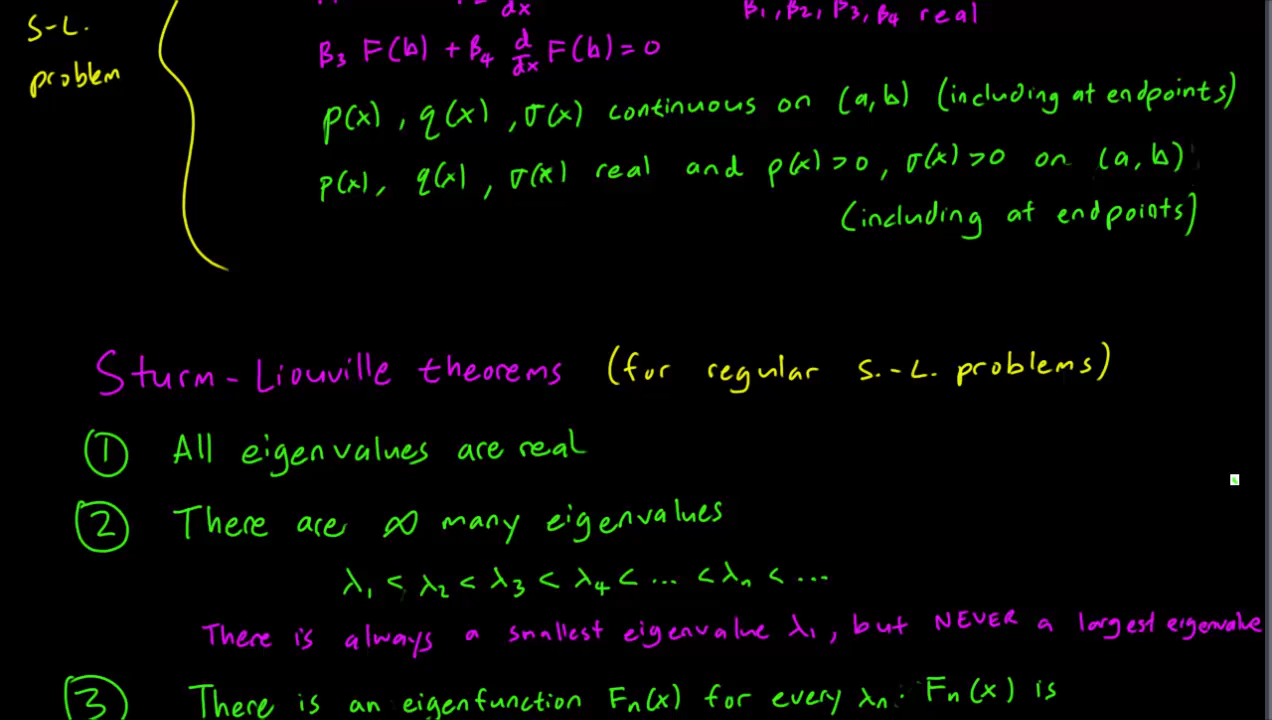 d/dx
β1, β2, β3, β4 real
S-L.
problem
β3 F(b) + β4 d/dx F(b) = 0
p(x), q(x), σ(x) continuous on (a, b) (including at endpoints)
p(x), q(x), σ(x) real and p(x) > 0, σ(x) > 0 on (a, b)
(including at endpoints)
Sturm-Liouville theorems (for regular S.-L. problems)
① All eigenvalues are real
② There are ∞ many eigenvalues
λ1 < λ2 < λ3 < λ4 < ... < λn < ...
There is always a smallest eigenvalue λ1, but NEVER a largest eigenvalue
③ There is an eigenfunction Fn(x) for every λn. Fn(x) is